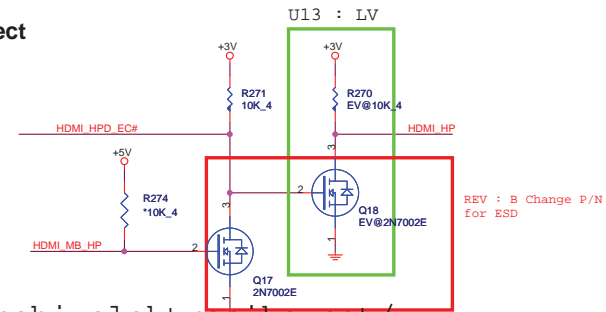 U13 : LV
ect
+3V
+3V
R271
10K_4
R270
EV@10K_4
HDMI_HPD_EC#
HDMI_HP
+5V
3
R274
*10K_4
2
REV : B Change P/N
for ESD
3
Q18
EV@2N7002E
HDMI_MB_HP
2
1
Q17
2N7002E
1